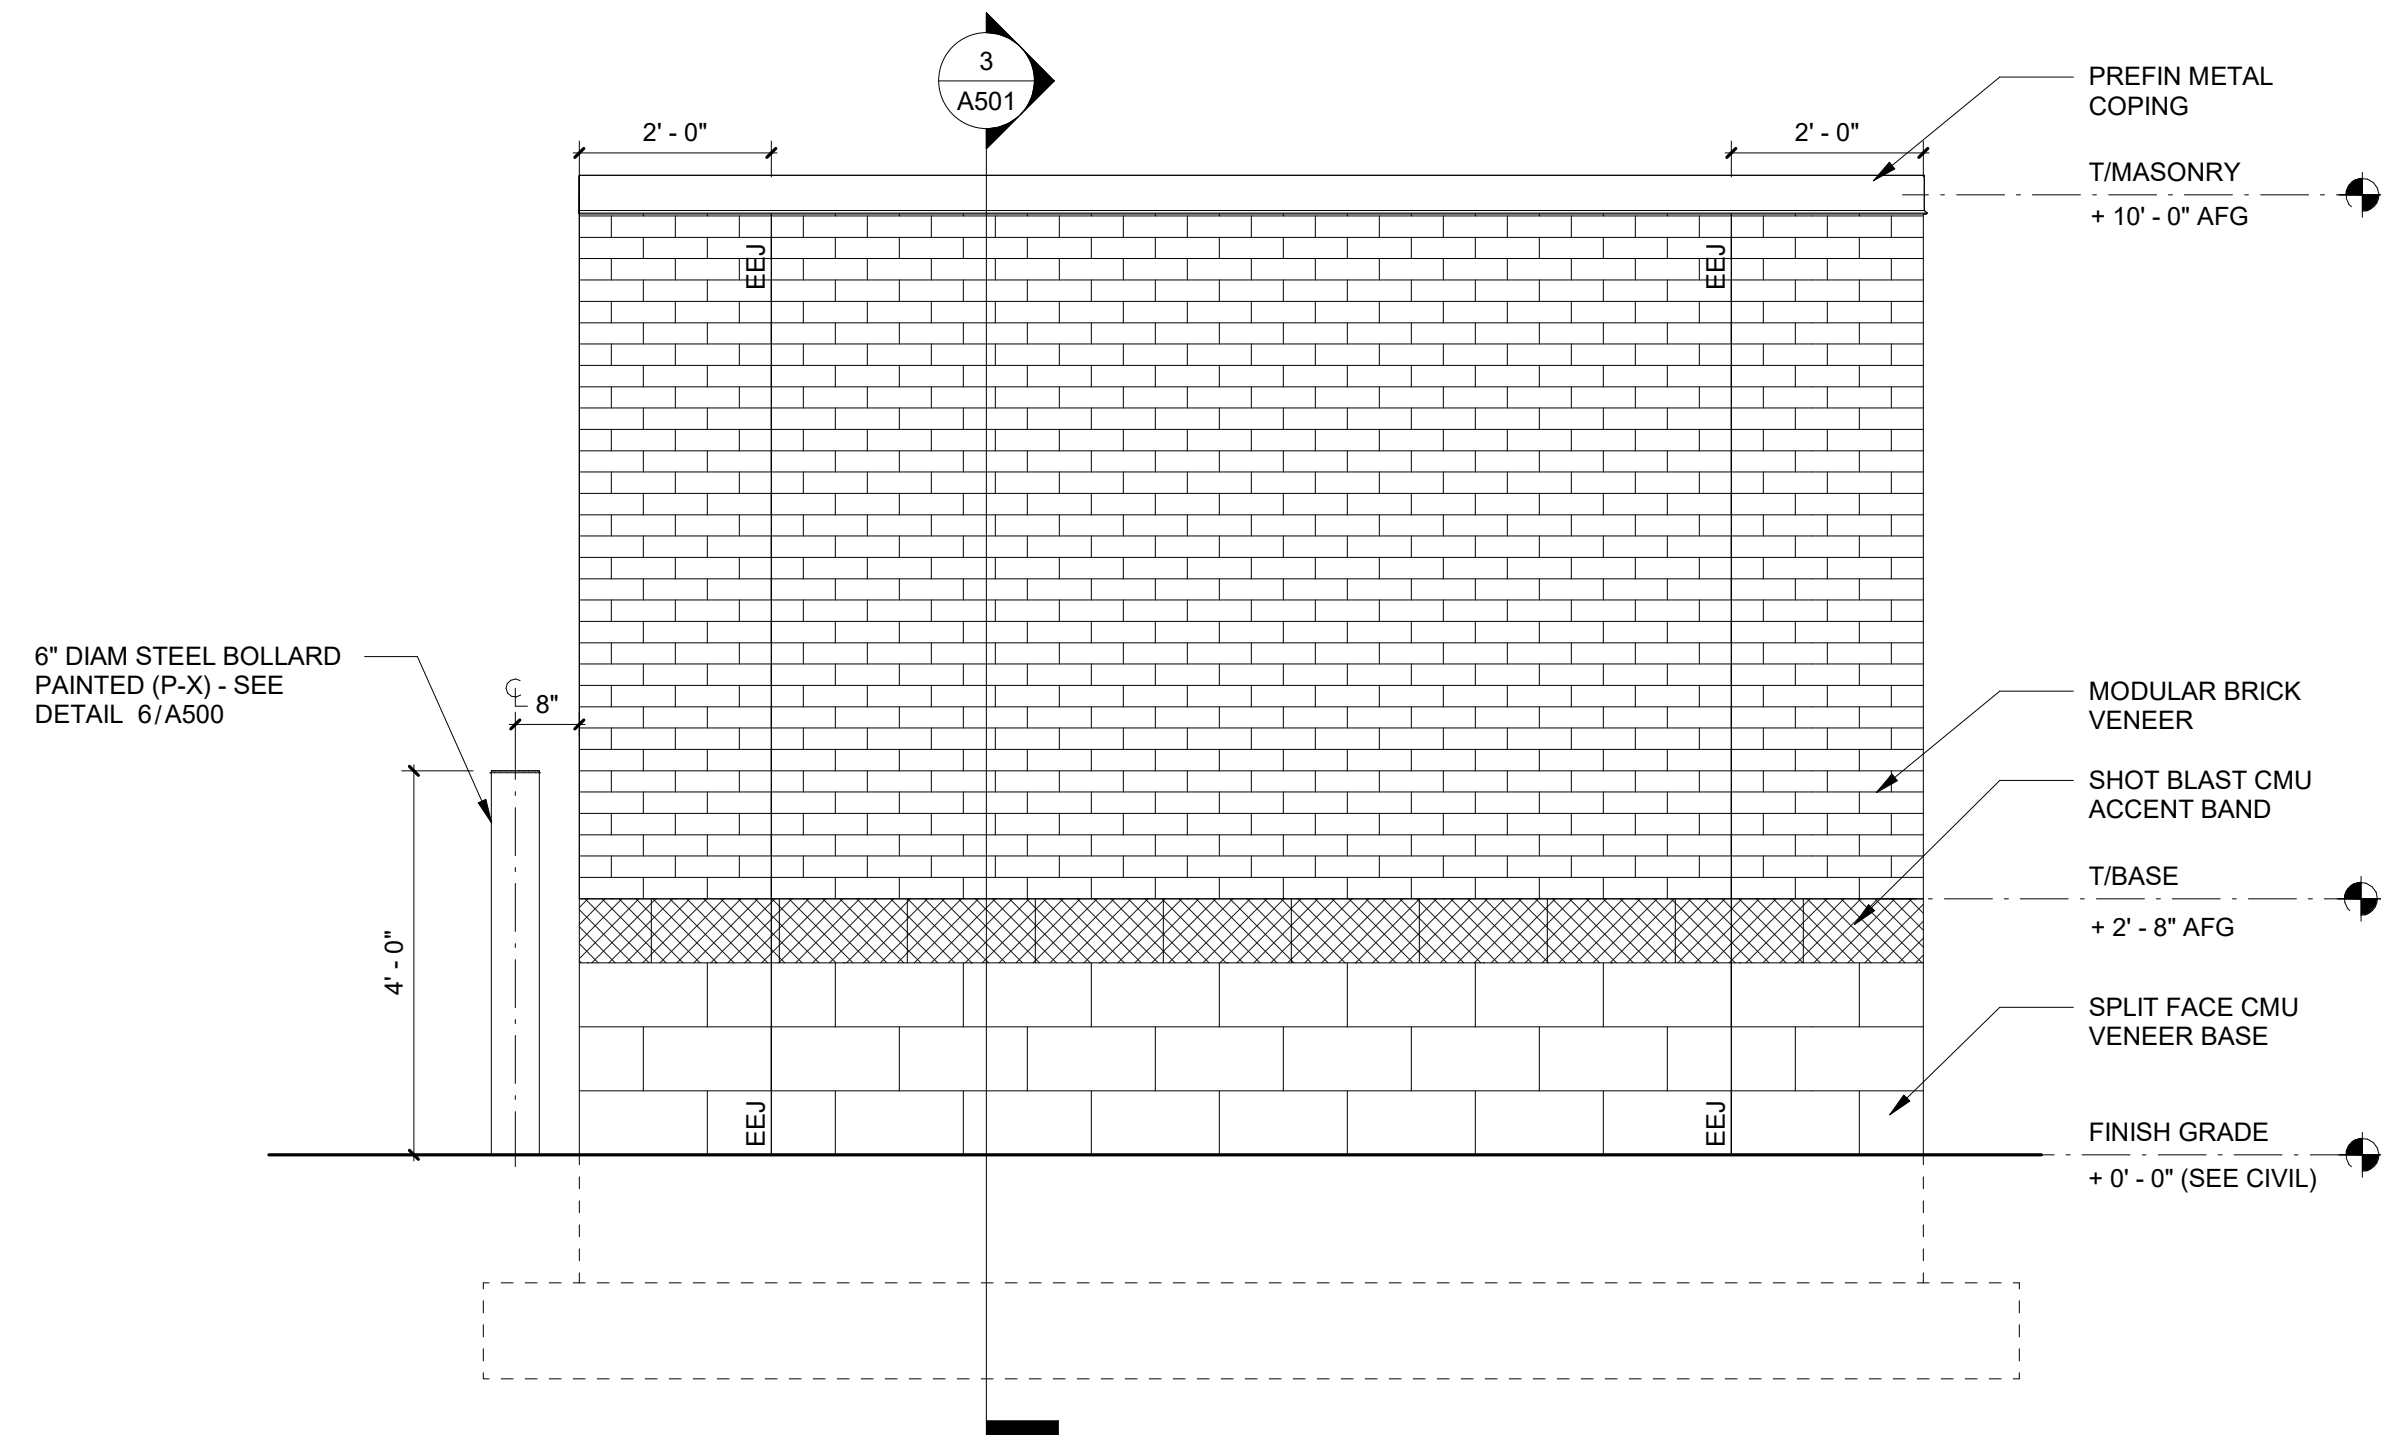 3
A501
2' - 0"
2' - 0"
PREFIN METAL
COPING
T/MASONRY
+ 10' - 0" AFG
EEJ
EEJ
6" DIAM STEEL BOLLARD
PAINTED (P-X) - SEE
DETAIL 6/A500
℄
8"
MODULAR BRICK
VENEER
SHOT BLAST CMU
ACCENT BAND
T/BASE
+ 2' - 8" AFG
4' - 0"
SPLIT FACE CMU
VENEER BASE
EEJ
EEJ
FINISH GRADE
+ 0' - 0" (SEE CIVIL)